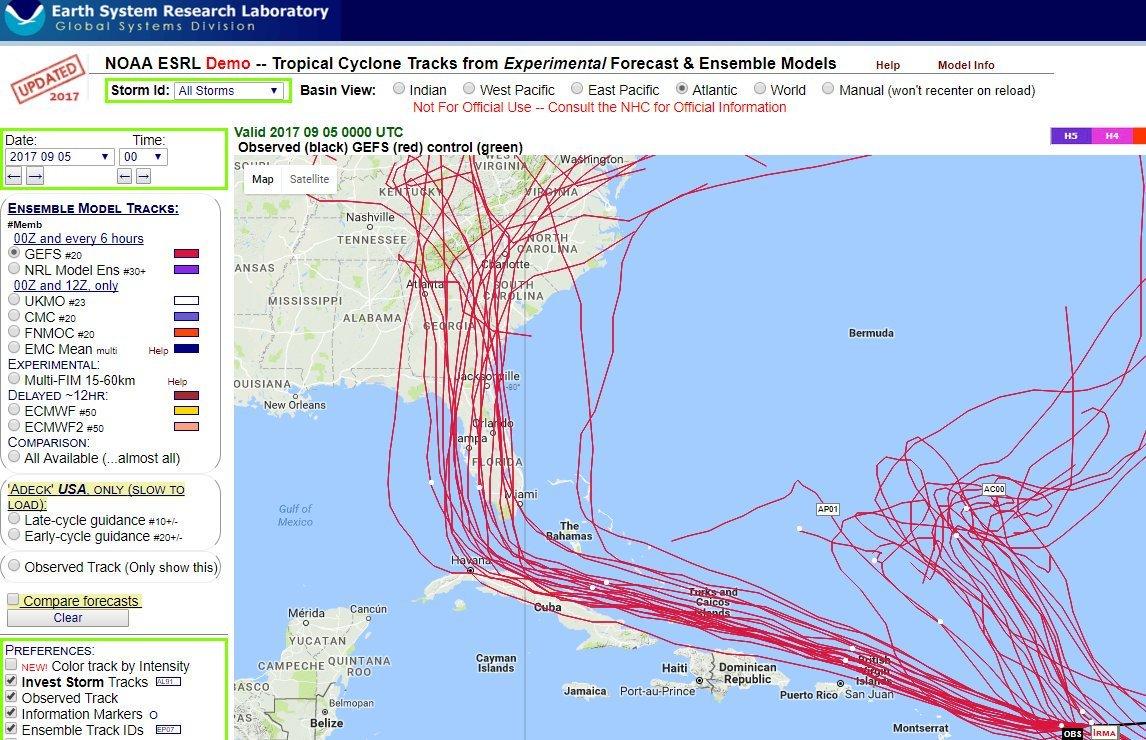 Earth System Research Laboratory
Global Systems Division
UPDATED
2017
NOAA ESRL Demo -- Tropical Cyclone Tracks from Experimental Forecast & Ensemble Models
Help
Model Info
Storm Id: All Storms
Basin View: Indian West Pacific East Pacific Atlantic World Manual (won't recenter on reload)
Not For Official Use -- Consult the NHC for Official Information
Valid 2017 09 05 0000 UTC
Observed (black) GEFS (red) control (green)
H5 H4
Date: Time:
2017 09 05 00
← → ← →
ENSEMBLE MODEL TRACKS:
#Memb
00Z and every 6 hours
GEFS #20
NRL Model Ens #30+
00Z and 12Z, only
UKMO #23
CMC #20
FNMOC #20
EMC Mean multi Help
EXPERIMENTAL:
Multi-FIM 15-60km Help
DELAYED ~12HR:
ECMWF #50
ECMWF2 #50
COMPARISON:
All Available (...almost all)
'ADECK' USA, ONLY (SLOW TO
LOAD):
Late-cycle guidance #10+/-
Early-cycle guidance #20+/-
Observed Track (Only show this)
Compare forecasts
Clear
PREFERENCES:
NEW! Color track by Intensity
Invest Storm Tracks AL91
Observed Track
Information Markers O
Ensemble Track IDs EP07
Map Satellite
Washington
WEST
VIRGINIA
KENTUCKY
VIRGINIA
Nashville
TENNESSEE
NORTH
CAROLINA
Charlotte
ANSAS
Atlanta
SOUTH
CAROLINA
MISSISSIPPI
ALABAMA
GEORGIA
Bermuda
Jacksonville
-90°
OUISIANA
New Orleans
Orlando
ampa
FLORIDA
Miami
AC00
AP01
Gulf of
Mexico
The
Bahamas
Havana
Turks and
Caicos
Islands
Cuba
Mérida
Cancún
YUCATAN
CAMPECHE
QUINTANA
ROO
Cayman
Islands
Haiti
Dominican
Republic
British
Virgin
Islands
Jamaica
Port-au-Prince
Puerto Rico
San Juan
BASCO
Belmopan
Belize
Montserrat
OBS
IRMA